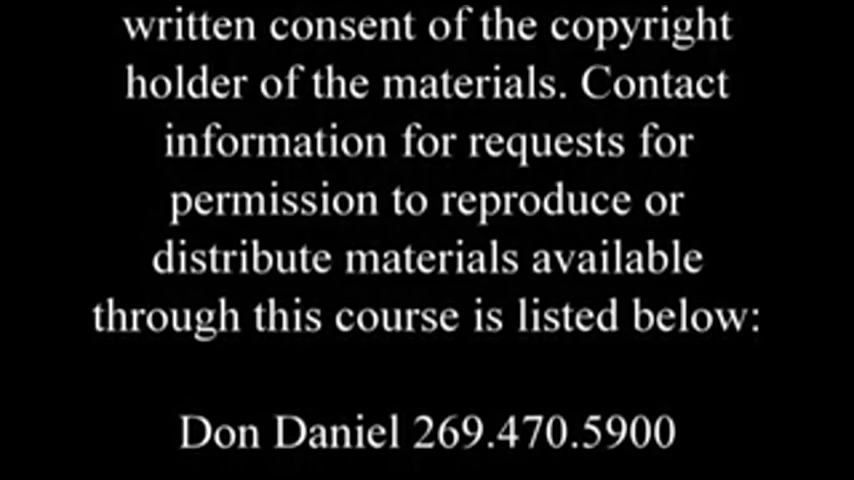 written consent of the copyright
holder of the materials. Contact
information for requests for
permission to reproduce or
distribute materials available
through this course is listed below:
Don Daniel 269.470.5900